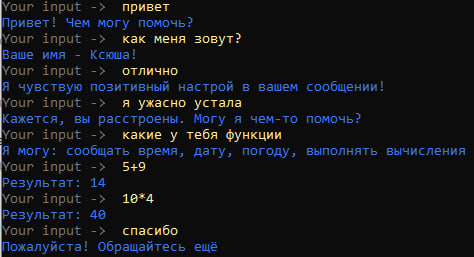 Your input -> привет
Привет! Чем могу помочь?
Your input -> как меня зовут?
Ваше имя - Ксюша!
Your input -> отлично
Я чувствую позитивный настрой в вашем сообщении!
Your input -> я ужасно устала
Кажется, вы расстроены. Могу я чем-то помочь?
Your input -> какие у тебя функции
Я могу: сообщать время, дату, погоду, выполнять вычисления
Your input -> 5+9
Результат: 14
Your input -> 10*4
Результат: 40
Your input -> спасибо
Пожалуйста! Обращайтесь ещё